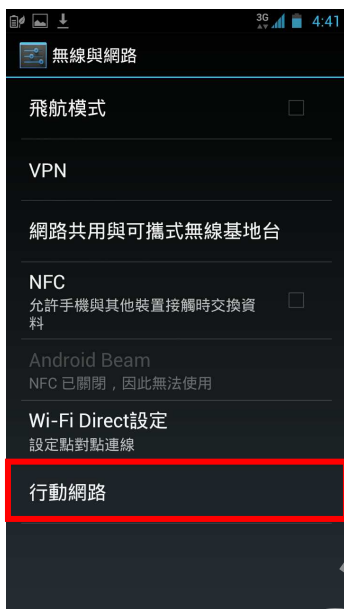 3G 4:41
無線與網路
飛航模式
VPN
網路共用與可攜式無線基地台
NFC
允許手機與其他裝置接觸時交換資
料
Android Beam
NFC 已關閉，因此無法使用
Wi-Fi Direct設定
設定點對點連線
行動網路